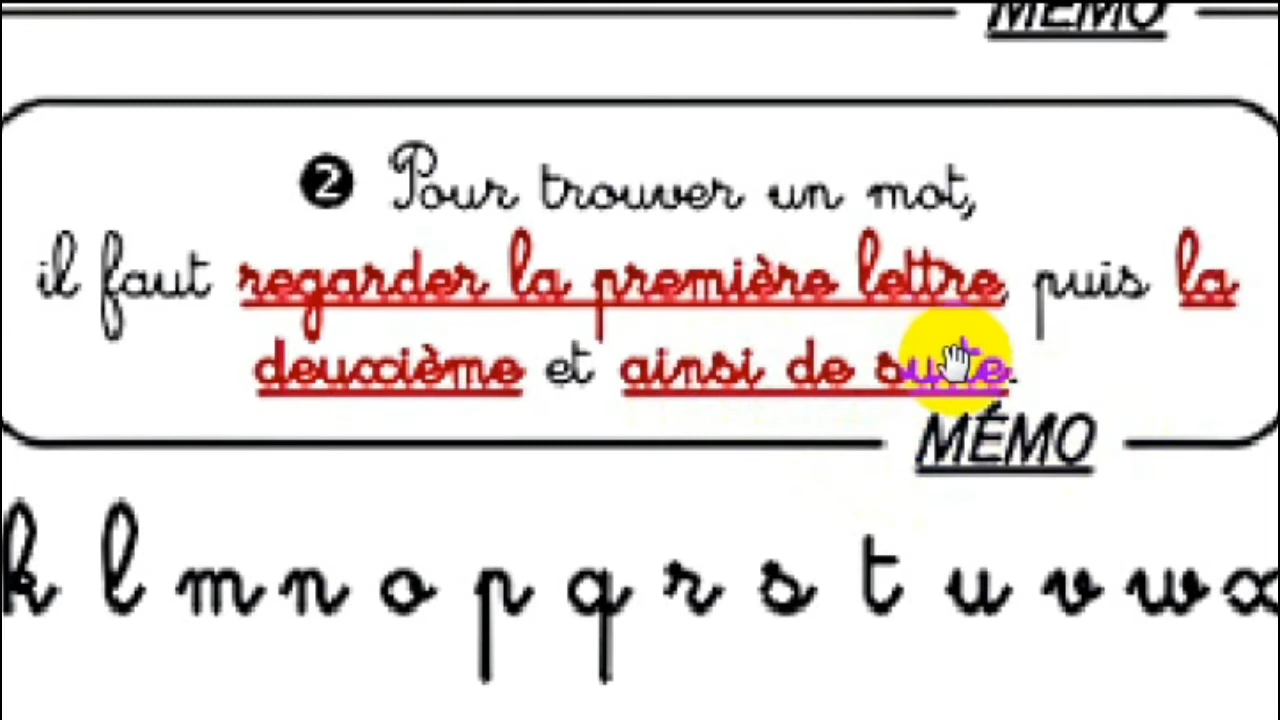 MÉMO
❷ Pour trouver un mot,
il faut regarder la première lettre, puis la
deuxième et ainsi de suite.
MÉMO
k l m n o p q r s t u v w x